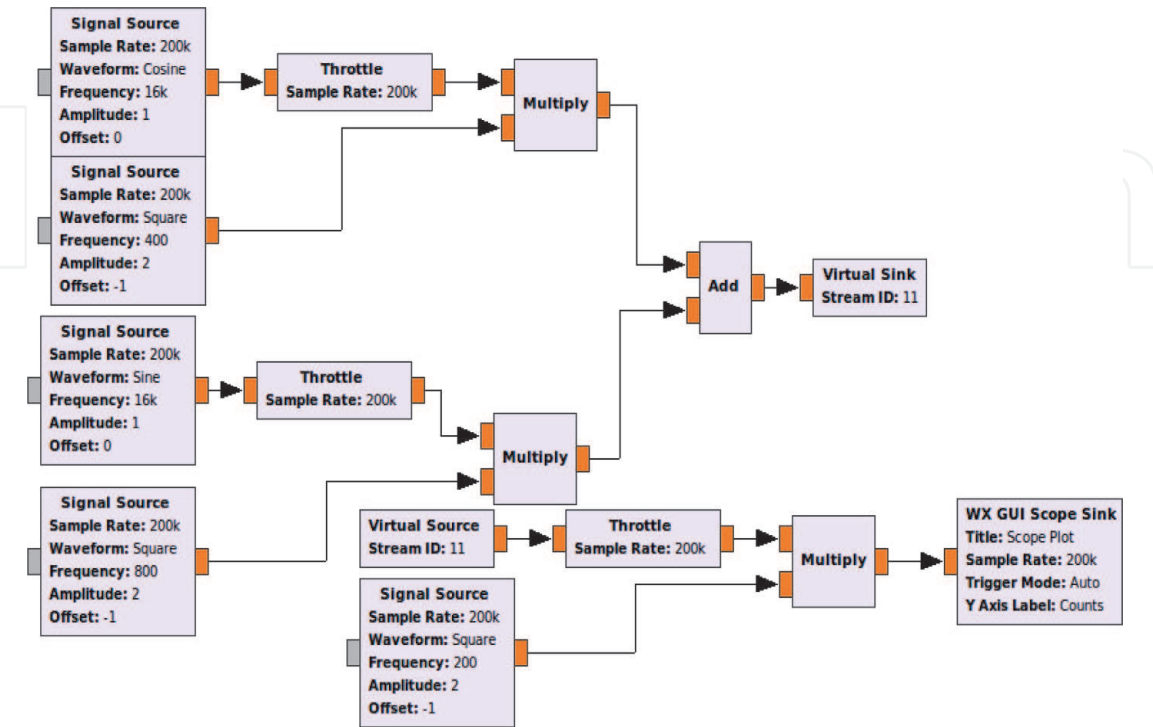 Signal Source
Sample Rate: 200k
Waveform: Cosine
Frequency: 16k
Amplitude: 1
Offset: 0
Throttle
Sample Rate: 200k
Multiply
Signal Source
Sample Rate: 200k
Waveform: Square
Frequency: 400
Amplitude: 2
Offset: -1
Add
Virtual Sink
Stream ID: 11
Signal Source
Sample Rate: 200k
Waveform: Sine
Frequency: 16k
Amplitude: 1
Offset: 0
Throttle
Sample Rate: 200k
Multiply
Signal Source
Sample Rate: 200k
Waveform: Square
Frequency: 800
Amplitude: 2
Offset: -1
Virtual Source
Stream ID: 11
Throttle
Sample Rate: 200k
Multiply
WX GUI Scope Sink
Title: Scope Plot
Sample Rate: 200k
Trigger Mode: Auto
Y Axis Label: Counts
Signal Source
Sample Rate: 200k
Waveform: Square
Frequency: 200
Amplitude: 2
Offset: -1